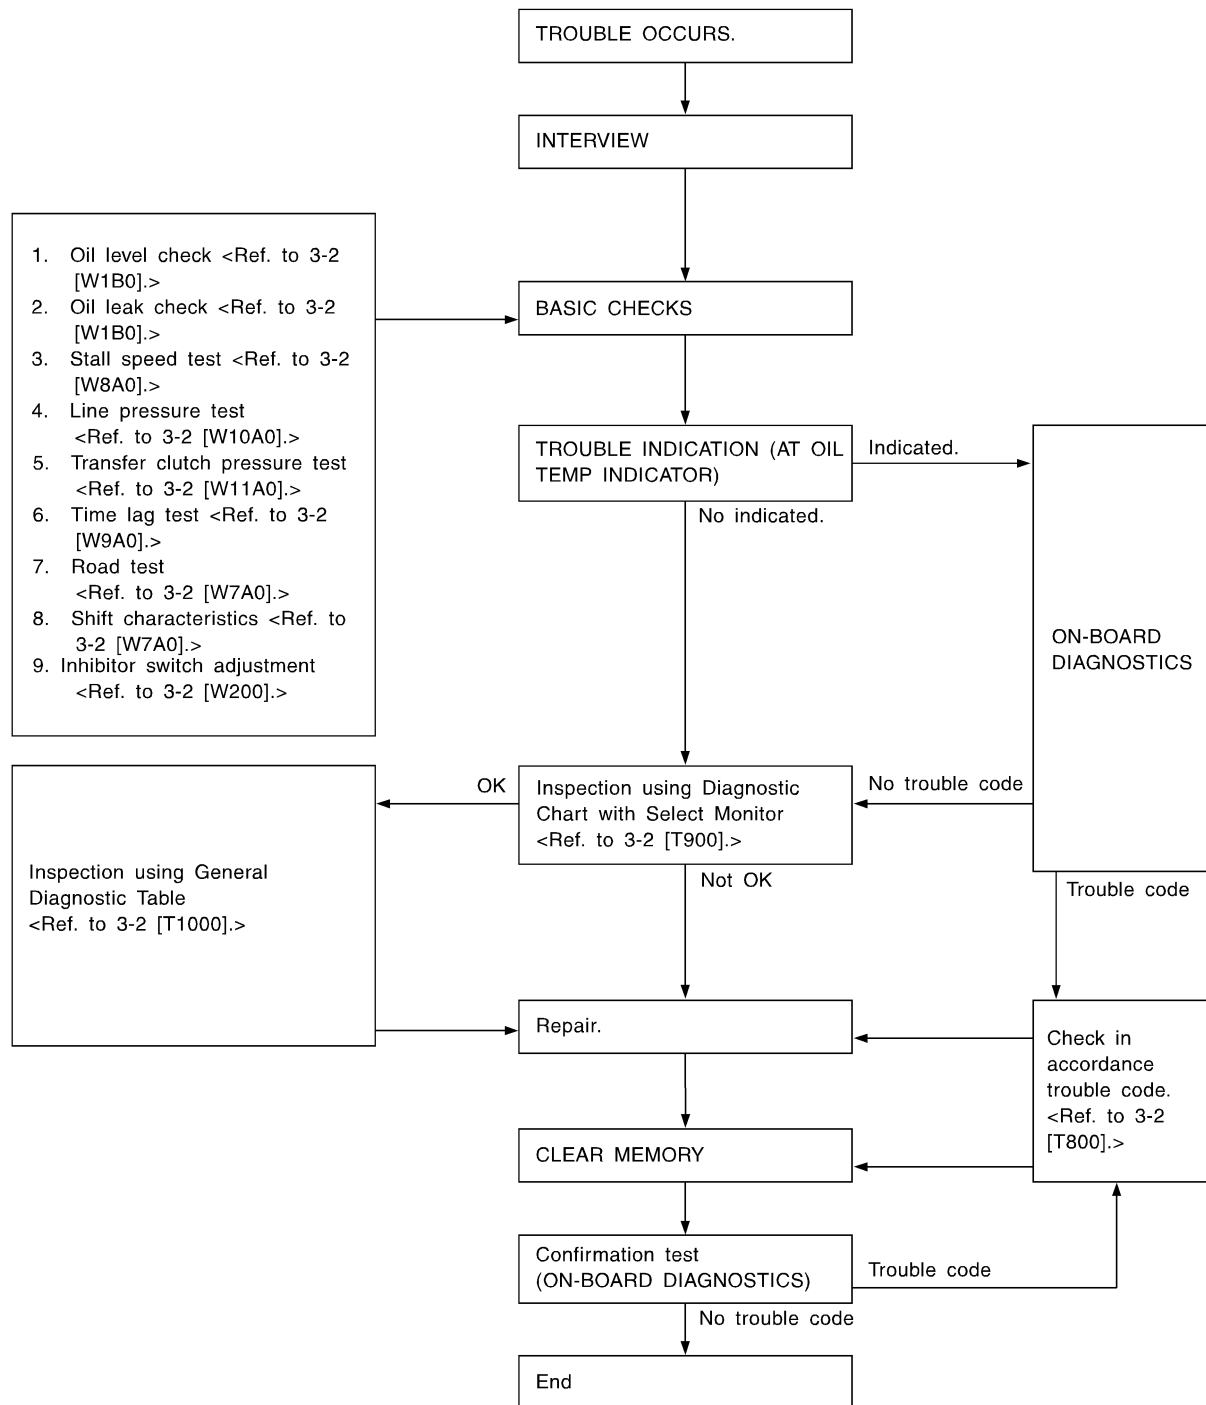 TROUBLE OCCURS.
INTERVIEW
1. Oil level check <Ref. to 3-2
[W1B0].>
2. Oil leak check <Ref. to 3-2
[W1B0].>
3. Stall speed test <Ref. to 3-2
[W8A0].>
4. Line pressure test
<Ref. to 3-2 [W10A0].>
5. Transfer clutch pressure test
<Ref. to 3-2 [W11A0].>
6. Time lag test <Ref. to 3-2
[W9A0].>
7. Road test
<Ref. to 3-2 [W7A0].>
8. Shift characteristics <Ref. to
3-2 [W7A0].>
9. Inhibitor switch adjustment
<Ref. to 3-2 [W200].>
BASIC CHECKS
TROUBLE INDICATION (AT OIL
TEMP INDICATOR)
Indicated.
No indicated.
ON-BOARD
DIAGNOSTICS
No trouble code
Trouble code
Inspection using Diagnostic
Chart with Select Monitor
<Ref. to 3-2 [T900].>
OK
Not OK
Inspection using General
Diagnostic Table
<Ref. to 3-2 [T1000].>
Repair.
Check in
accordance
trouble code.
<Ref. to 3-2
[T800].>
CLEAR MEMORY
Confirmation test
(ON-BOARD DIAGNOSTICS)
Trouble code
No trouble code
End